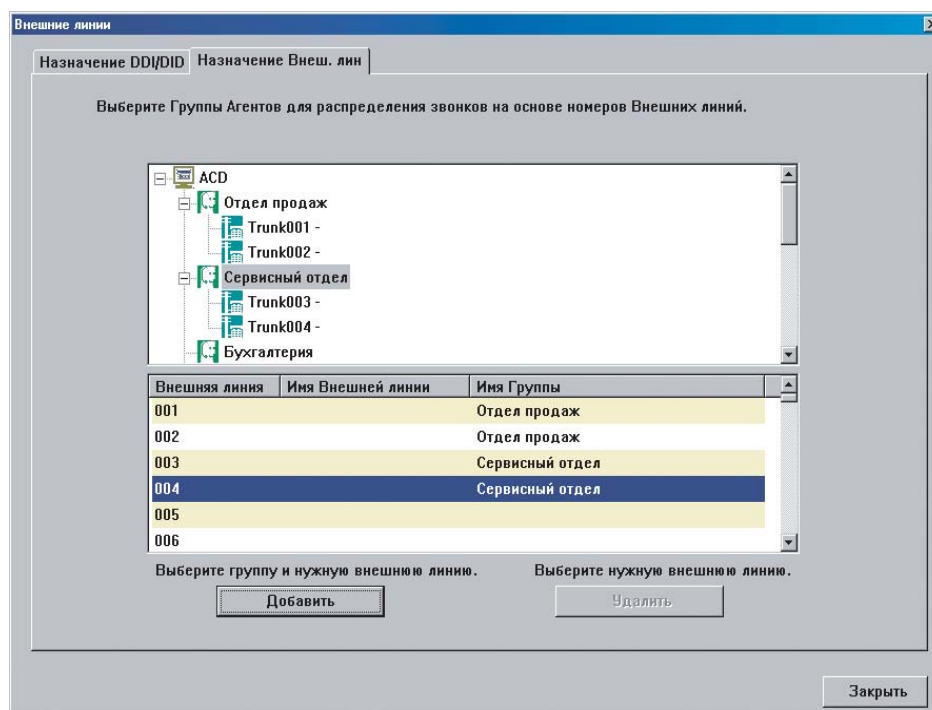 Внешние линии
Назначение DDI/DID Назначение Внеш. лин
Выберите Группы Агентов для распределения звонков на основе номеров Внешних линий.
ACD
Отдел продаж
Trunk001 -
Trunk002 -
Сервисный отдел
Trunk003 -
Trunk004 -
Бухгалтерия
Внешняя линия Имя Внешней линии Имя Группы
001 Отдел продаж
002 Отдел продаж
003 Сервисный отдел
004 Сервисный отдел
005
006
Выберите группу и нужную внешнюю линию. Выберите нужную внешнюю линию.
Добавить Удалить
Закрыть